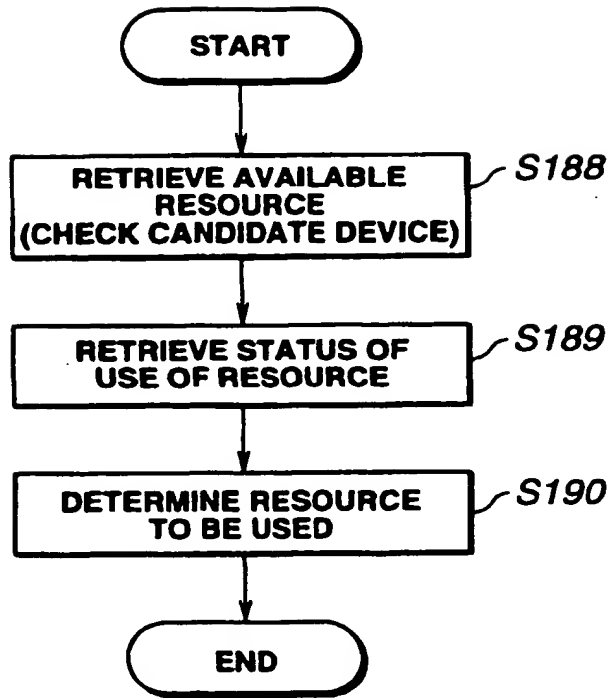 START
RETRIEVE AVAILABLE
RESOURCE
(CHECK CANDIDATE DEVICE)
S188
RETRIEVE STATUS OF
USE OF RESOURCE
S189
DETERMINE RESOURCE
TO BE USED
S190
END